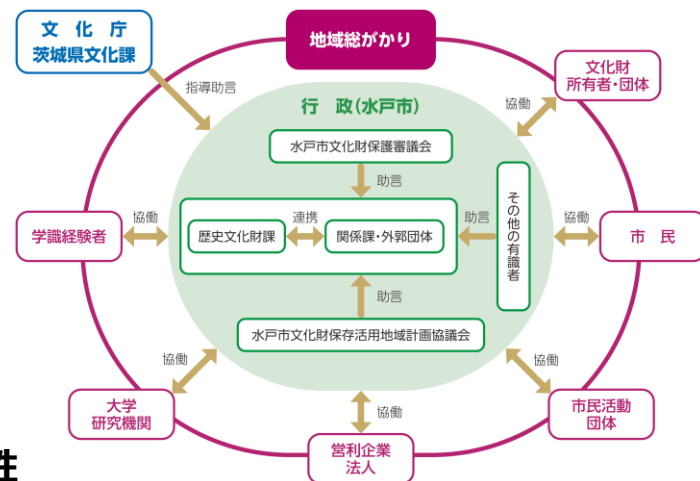 文 化 庁
茨城県文化課
地域総がかり
文化財
所有者・団体
指導助言
行 政(水戸市)
協働
水戸市文化財保護審議会
助言
その他の有識者
学識経験者
協働
歴史文化財課
連携
関係課・外郭団体
助言
協働
市 民
助言
水戸市文化財保存活用地域計画協議会
協働
協働
大学
研究機関
協働
市民活動
団体
営利企業
法人
性